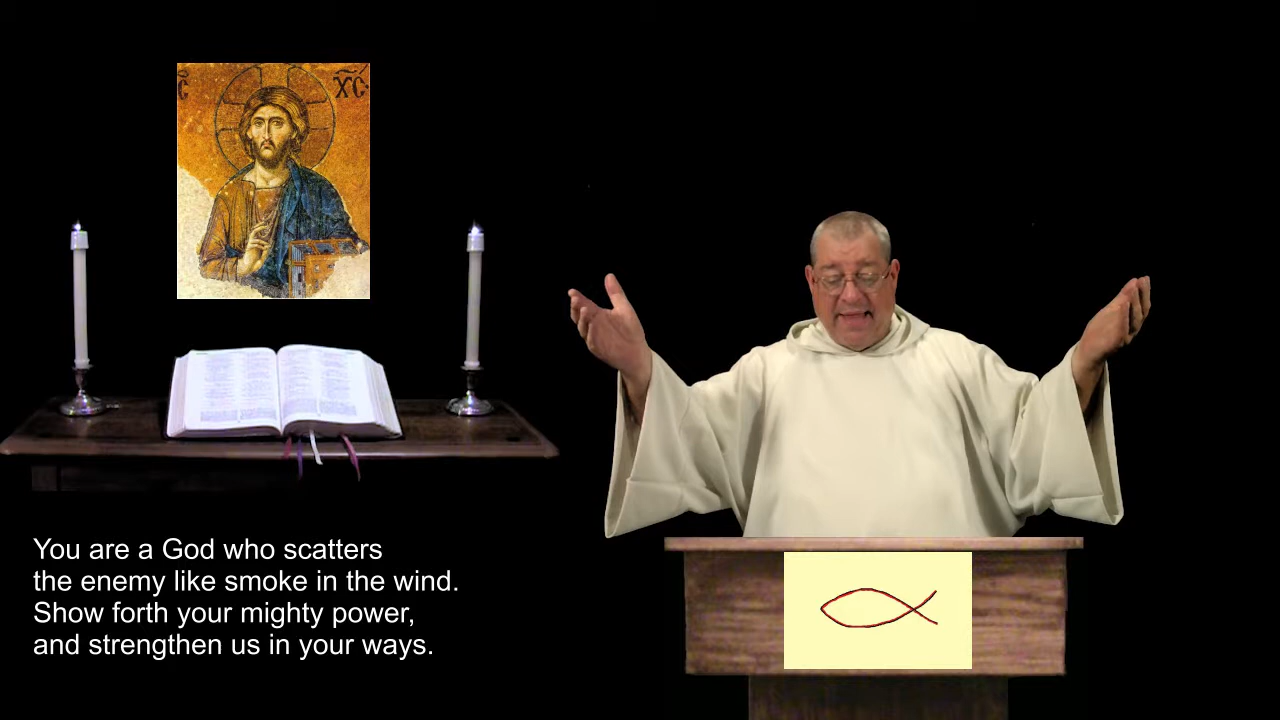 C
XC
You are a God who scatters
the enemy like smoke in the wind.
Show forth your mighty power,
and strengthen us in your ways.